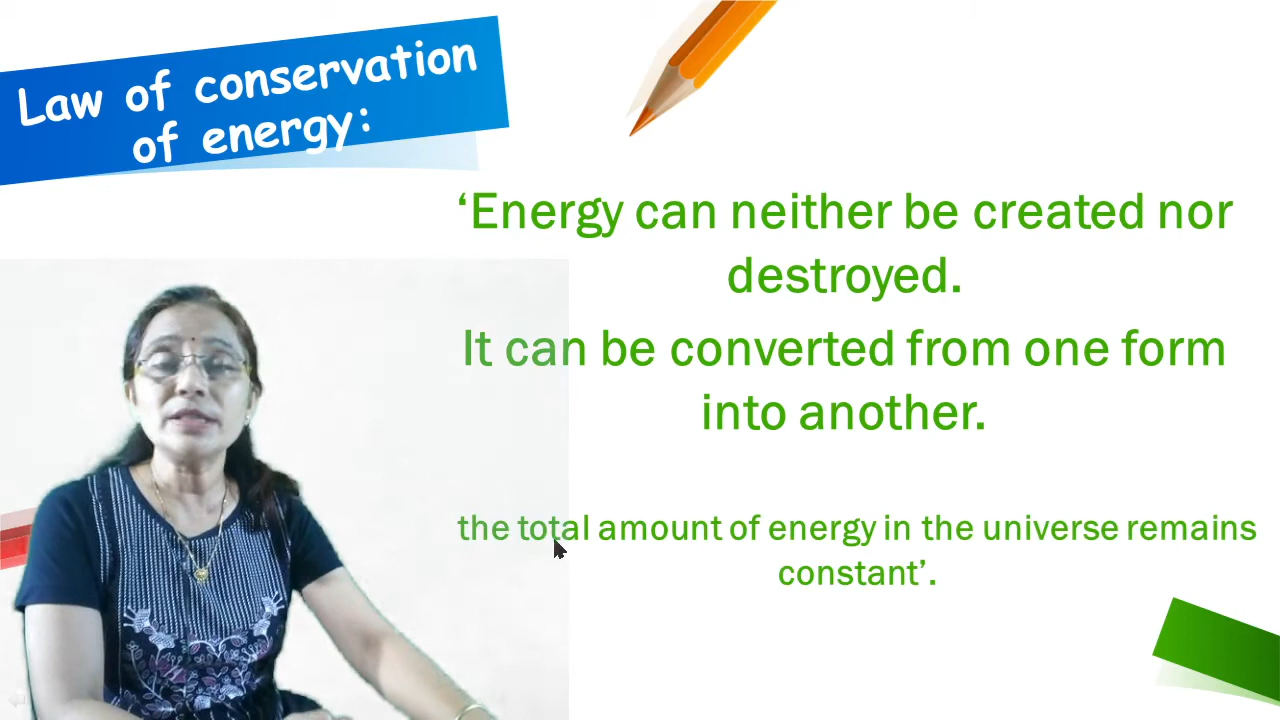 Law of conservation
of energy:
‘Energy can neither be created nor
destroyed.
It can be converted from one form
into another.
the total amount of energy in the universe remains
constant’.